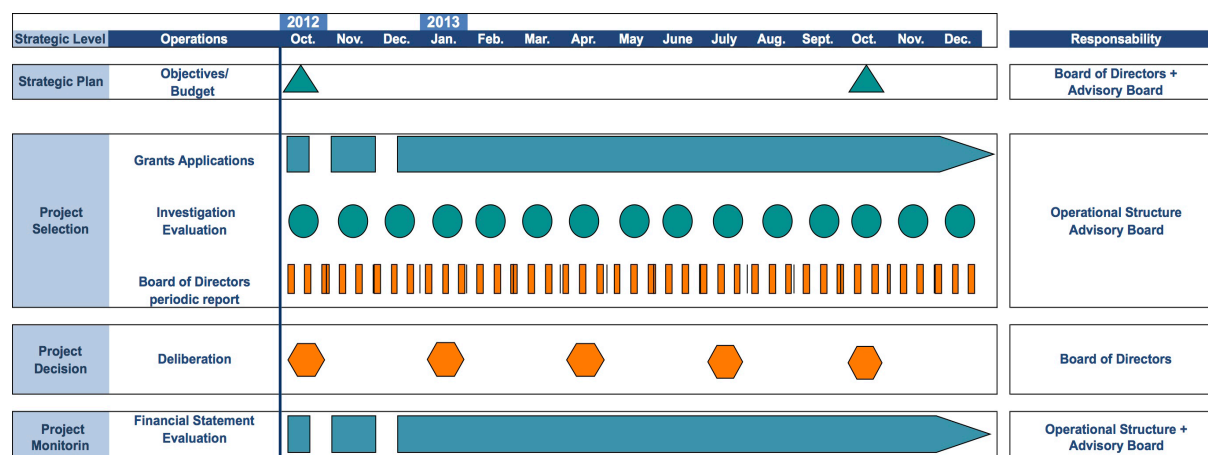 2012 2013
Strategic Level Operations Oct. Nov. Dec. Jan. Feb. Mar. Apr. May June July Aug. Sept. Oct. Nov. Dec. Responsability
Strategic Plan
Objectives/
Budget
Board of Directors +
Advisory Board
Project
Selection
Grants Applications
Investigation
Evaluation
Board of Directors
periodic report
Operational Structure
Advisory Board
Project
Decision
Deliberation
Board of Directors
Project
Monitorin
Financial Statement
Evaluation
Operational Structure +
Advisory Board